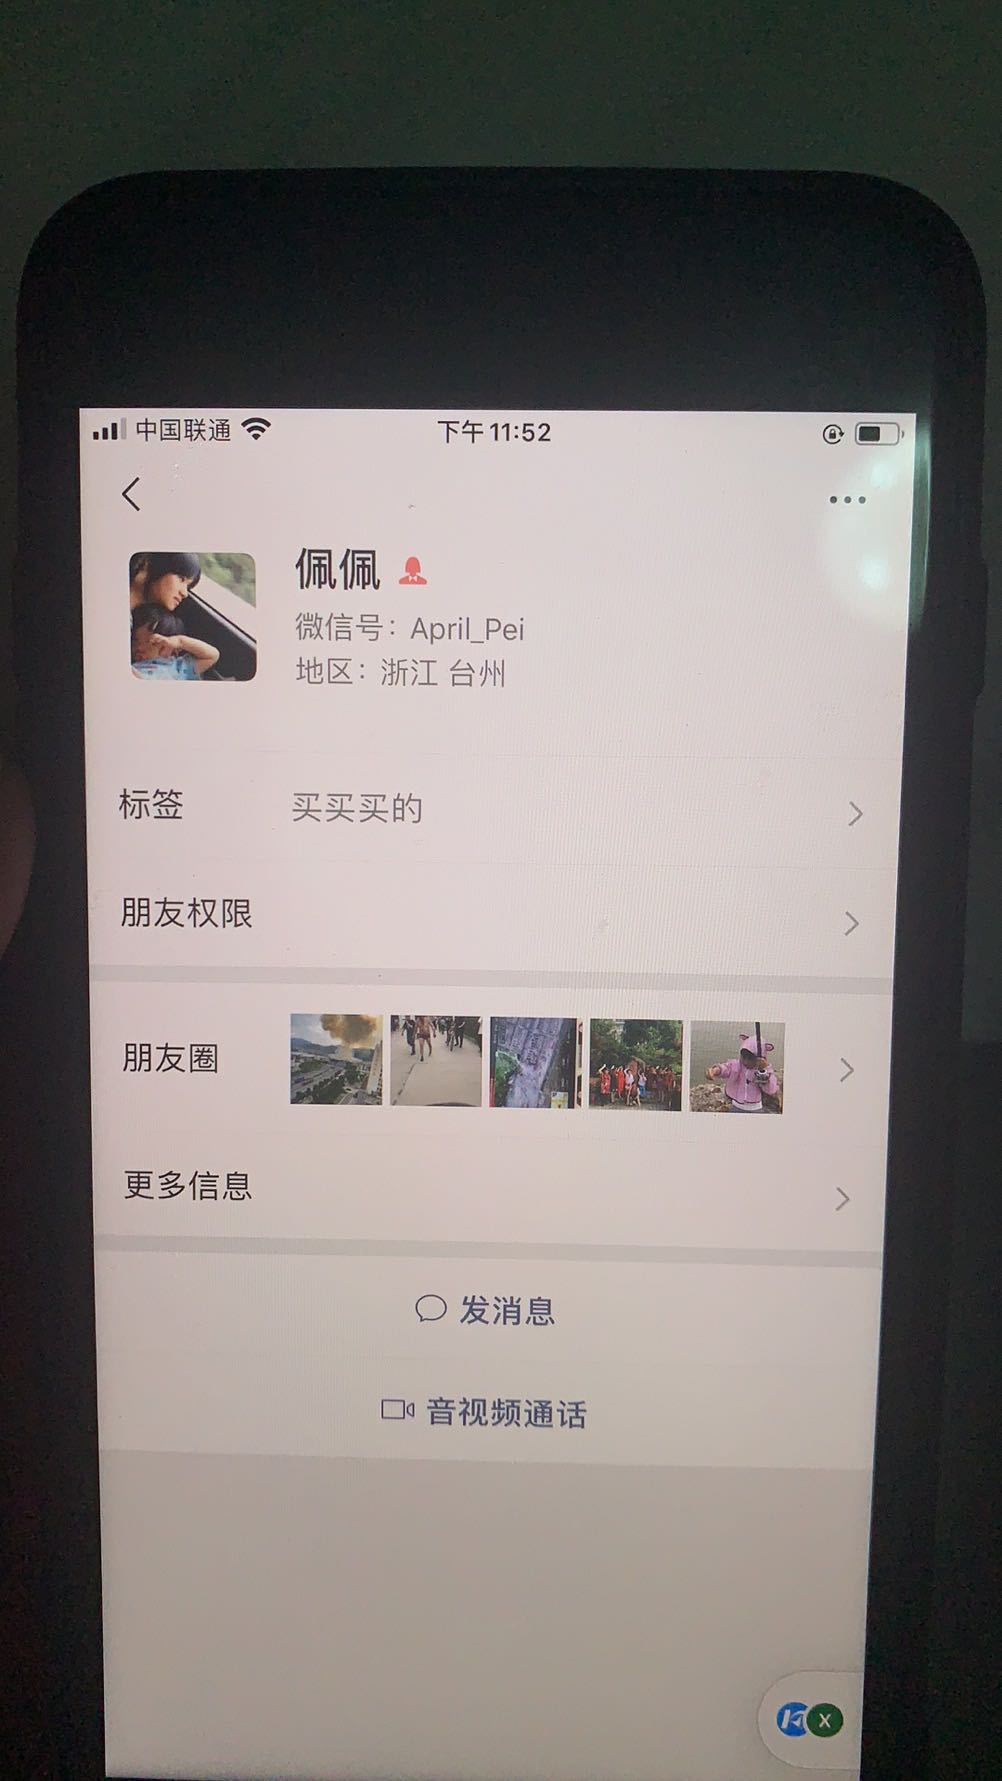 中国联通
下午11:52
佩佩
微信号：April_Pei
地区：浙江 台州
标签 买买买的
朋友权限
朋友圈
更多信息
发消息
音视频通话
X